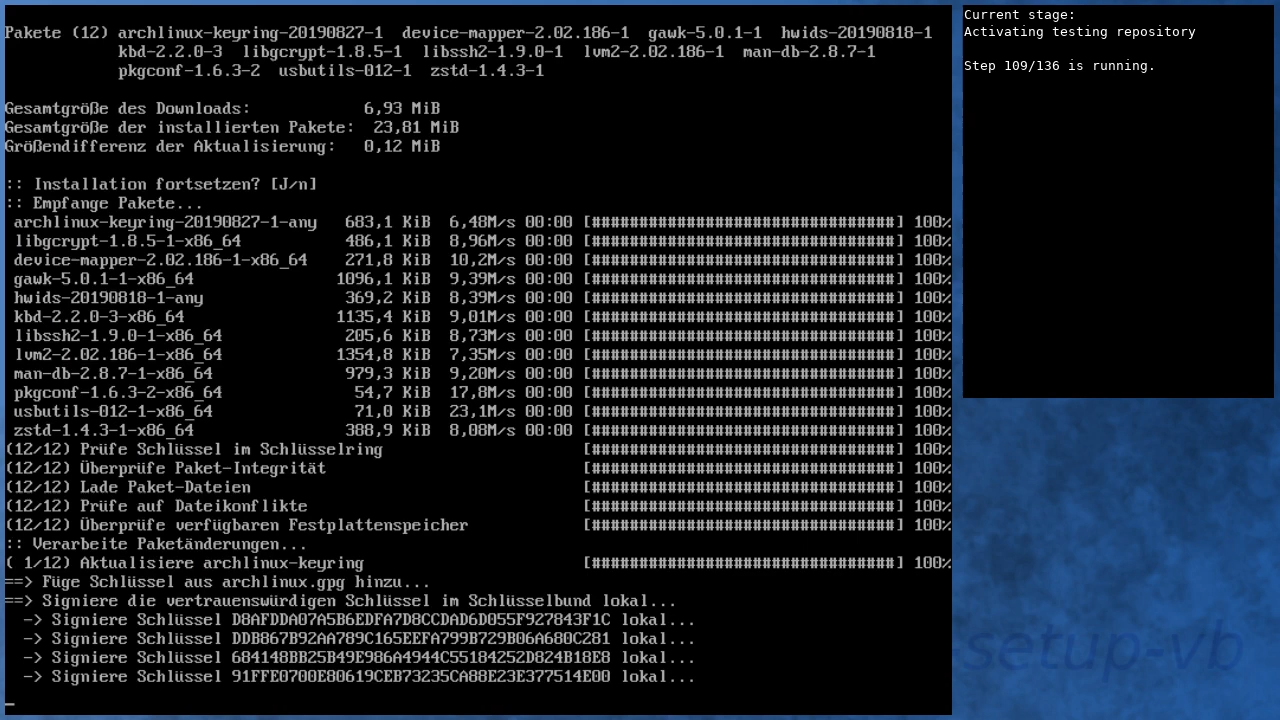 Pakete (12) archlinux-keyring-20190827-1  device-mapper-2.02.186-1  gawk-5.0.1-1  hwids-20190818-1
            kbd-2.2.0-3  libgcrypt-1.8.5-1  libssh2-1.9.0-1  lvm2-2.02.186-1  man-db-2.8.7-1
            pkgconf-1.6.3-2  usbutils-012-1  zstd-1.4.3-1
Gesamtgröße des Downloads:            6,93 MiB
Gesamtgröße der installierten Pakete:  23,81 MiB
Größendifferenz der Aktualisierung:   0,12 MiB
:: Installation fortsetzen? [J/n]
:: Empfange Pakete...
 archlinux-keyring-20190827-1-any   683,1 KiB  6,48M/s 00:00 [################################] 100%
 libgcrypt-1.8.5-1-x86_64           486,1 KiB  8,96M/s 00:00 [################################] 100%
 device-mapper-2.02.186-1-x86_64    271,8 KiB  10,2M/s 00:00 [################################] 100%
 gawk-5.0.1-1-x86_64               1096,1 KiB  9,39M/s 00:00 [################################] 100%
 hwids-20190818-1-any               369,2 KiB  8,39M/s 00:00 [################################] 100%
 kbd-2.2.0-3-x86_64                1135,4 KiB  9,01M/s 00:00 [################################] 100%
 libssh2-1.9.0-1-x86_64             205,6 KiB  8,73M/s 00:00 [################################] 100%
 lvm2-2.02.186-1-x86_64            1354,8 KiB  7,35M/s 00:00 [################################] 100%
 man-db-2.8.7-1-x86_64              979,3 KiB  9,20M/s 00:00 [################################] 100%
 pkgconf-1.6.3-2-x86_64              54,7 KiB  17,8M/s 00:00 [################################] 100%
 usbutils-012-1-x86_64               71,0 KiB  23,1M/s 00:00 [################################] 100%
 zstd-1.4.3-1-x86_64                388,9 KiB  8,08M/s 00:00 [################################] 100%
(12/12) Prüfe Schlüssel im Schlüsselring                     [################################] 100%
(12/12) Überprüfe Paket-Integrität                           [################################] 100%
(12/12) Lade Paket-Dateien                                   [################################] 100%
(12/12) Prüfe auf Dateikonflikte                             [################################] 100%
(12/12) Überprüfe verfügbaren Festplattenspeicher            [################################] 100%
:: Verarbeite Paketänderungen...
( 1/12) Aktualisiere archlinux-keyring                       [################################] 100%
==> Füge Schlüssel aus archlinux.gpg hinzu...
==> Signiere die vertrauenswürdigen Schlüssel im Schlüsselbund lokal...
  -> Signiere Schlüssel D8AFDDA07A5B6EDFA7D8CCDAD6D055F927843F1C lokal...
  -> Signiere Schlüssel DDB867B92AA789C165EEFA799B729B06A680C281 lokal...
  -> Signiere Schlüssel 684148BB25B49E986A4944C55184252D824B18E8 lokal...
  -> Signiere Schlüssel 91FFE0700E80619CEB73235CA88E23E377514E00 lokal...
_
Current stage:
Activating testing repository
Step 109/136 is running.
-setup-vb